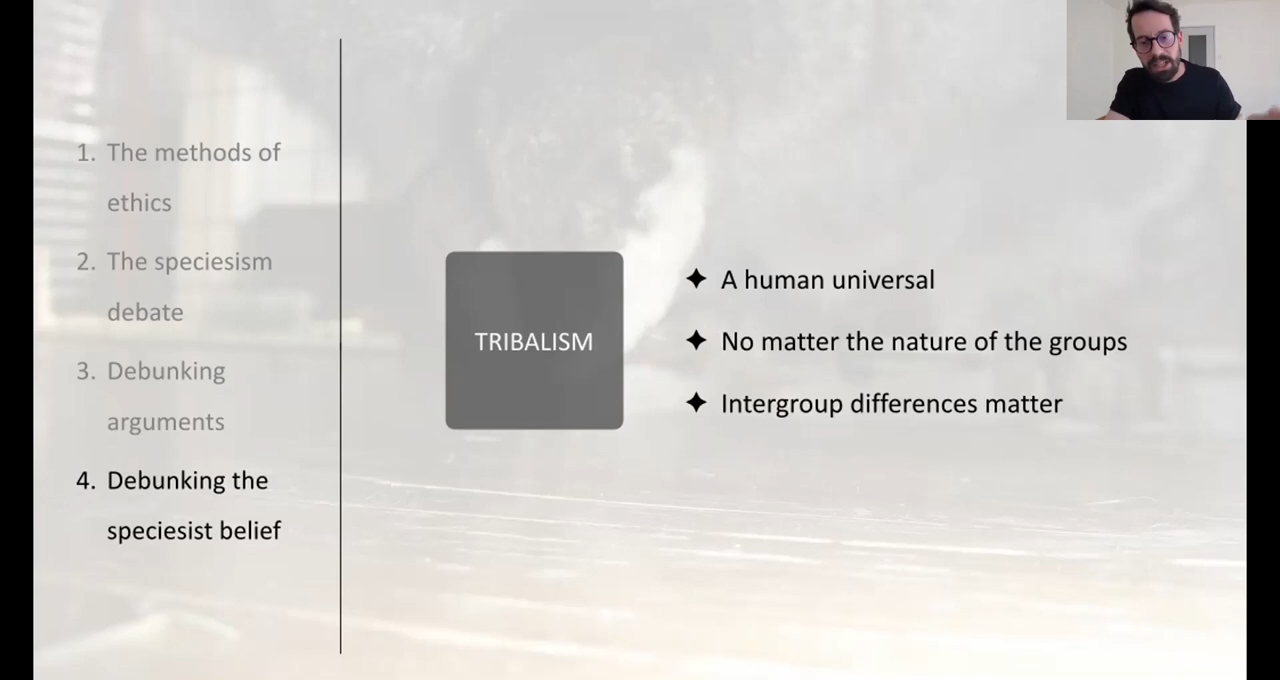 1. The methods of
ethics
2. The speciesism
debate
3. Debunking
arguments
4. Debunking the
speciesist belief
TRIBALISM
✦ A human universal
✦ No matter the nature of the groups
✦ Intergroup differences matter